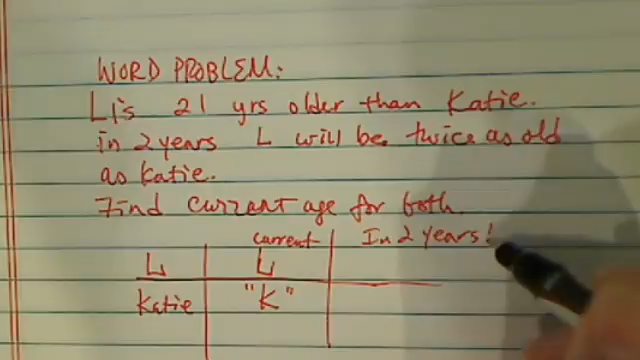 WORD PROBLEM:
L is 21 yrs older than Katie.
in 2 years L will be twice as old
as Katie.
Find current age for both.
current In 2 years!
L L
Katie "K"